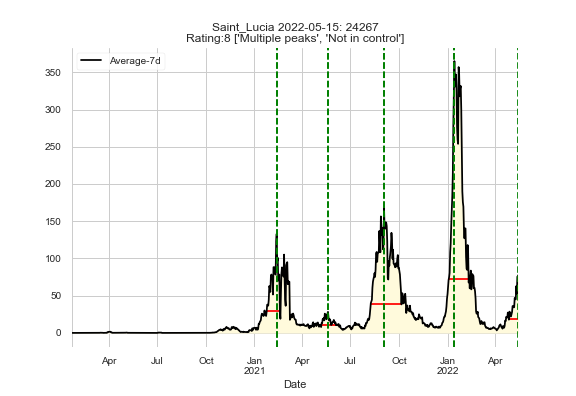 Saint_Lucia 2022-05-15: 24267
Rating:8 ['Multiple peaks', 'Not in control']
Average-7d
350
300
250
200
150
100
50
0
Apr Jul Oct Jan Apr Jul Oct Jan Apr
2021 2022
Date